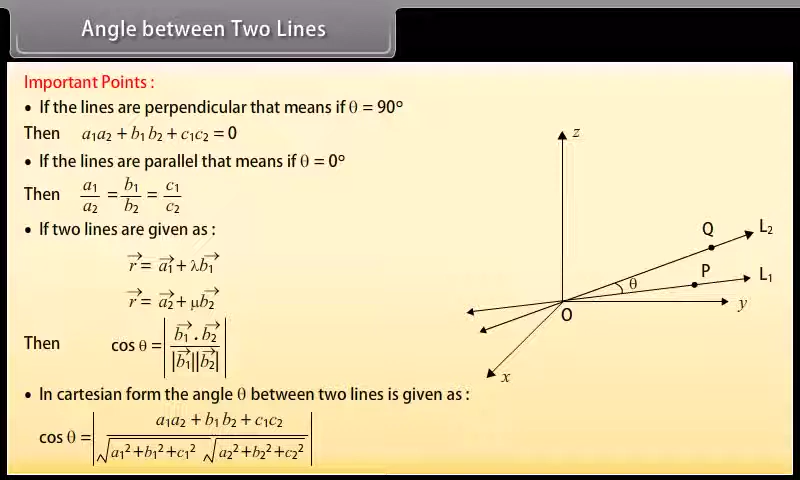 Angle between Two Lines
Important Points :
• If the lines are perpendicular that means if θ = 90º
Then a₁a₂ + b₁b₂ + c₁c₂ = 0
• If the lines are parallel that means if θ = 0º
Then a₁/a₂ = b₁/b₂ = c₁/c₂
• If two lines are given as :
r⃗ = a⃗₁ + λb⃗₁
r⃗ = a⃗₂ + μb⃗₂
Then cos θ = | b⃗₁ . b⃗₂ / |b⃗₁||b⃗₂| |
• In cartesian form the angle θ between two lines is given as :
cos θ = | a₁a₂ + b₁b₂ + c₁c₂ / √(a₁² + b₁² + c₁²) √(a₂² + b₂² + c₂²) |
z
Q L₂
P L₁
θ
O y
x